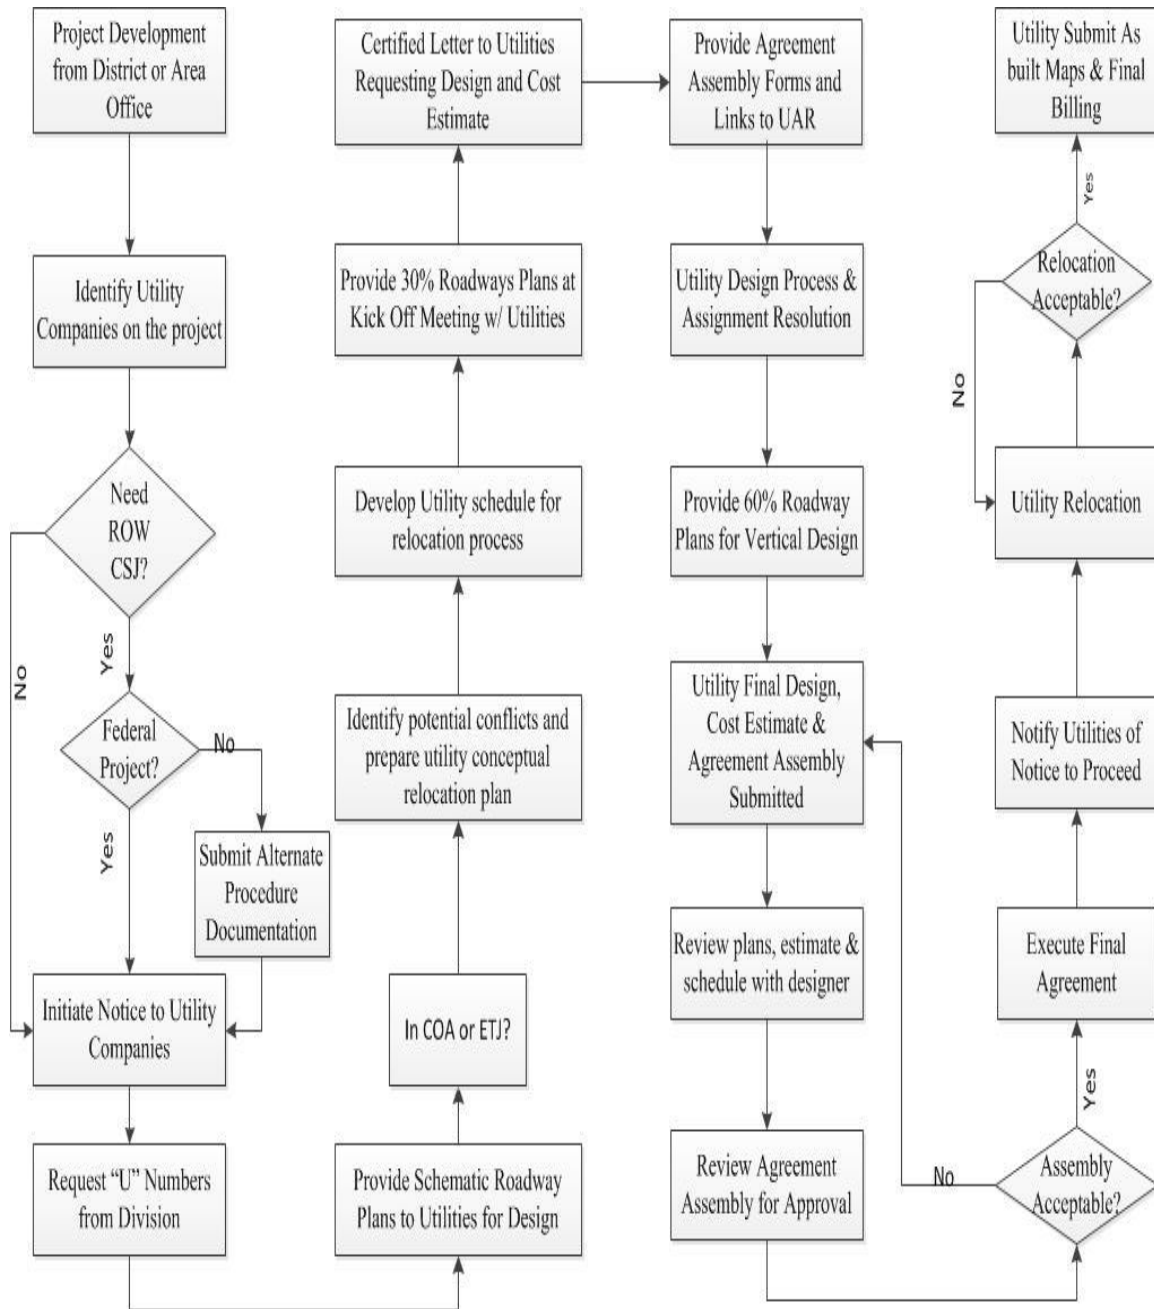 Project Development
from District or Area
Office
Identify Utility
Companies on the project
Need
ROW
CSJ?
No
Yes
Federal
Project?
No
Yes
Submit Alternate
Procedure
Documentation
Initiate Notice to Utility
Companies
Request “U” Numbers
from Division
Provide Schematic Roadway
Plans to Utilities for Design
In COA or ETJ?
Identify potential conflicts and
prepare utility conceptual
relocation plan
Develop Utility schedule for
relocation process
Provide 30% Roadways Plans at
Kick Off Meeting w/ Utilities
Certified Letter to Utilities
Requesting Design and Cost
Estimate
Provide Agreement
Assembly Forms and
Links to UAR
Utility Design Process &
Assignment Resolution
Provide 60% Roadway
Plans for Vertical Design
Utility Final Design,
Cost Estimate &
Agreement Assembly
Submitted
Review plans, estimate &
schedule with designer
Review Agreement
Assembly for Approval
Assembly
Acceptable?
No
Yes
Execute Final
Agreement
Notify Utilities of
Notice to Proceed
Utility Relocation
Relocation
Acceptable?
No
Yes
Utility Submit As
built Maps & Final
Billing